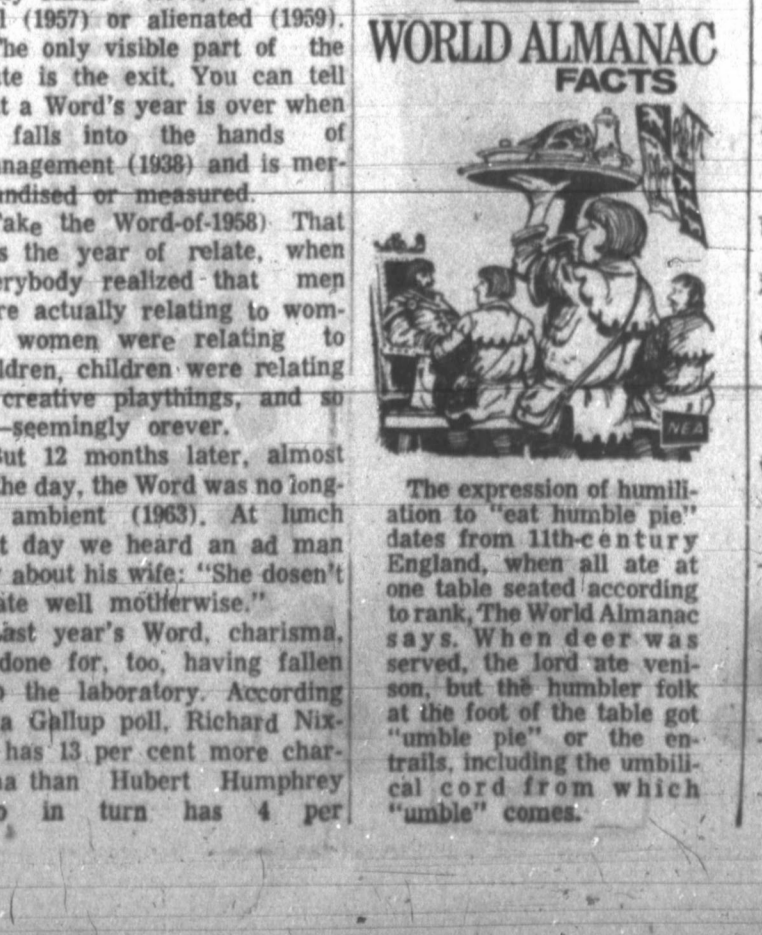 (1957) or alienated (1959).
The only visible part of the
is the exit. You can tell
a Word's year is over when
falls into the hands of
nagement (1938) and is mer-
ndised or measured.
Take the Word-of-1958) That
the year of relate, when
erybody realized that men
re actually relating to wom-
women were relating to
ldren, children were relating
creative playthings, and so
—seemingly orever.
But 12 months later, almost
he day, the Word was no long-
ambient (1963). At lunch
t day we heard an ad man
about his wife: "She dosen't
ate well mothterwise."
Last year's Word, charisma,
done for, too, having fallen
the laboratory. According
a Gallup poll, Richard Nix-
has 13 per cent more char-
na than Hubert Humphrey
in turn has 4 per
WORLD ALMANAC
FACTS
NEA
The expression of humili-
ation to "eat humble pie"
dates from 11th-century
England, when all ate at
one table seated according
to rank, The World Almanac
says. When deer was
served, the lord ate veni-
son, but the humbler folk
at the foot of the table got
"umble pie" or the en-
trails, including the umbili-
cal cord from which
"umble" comes.